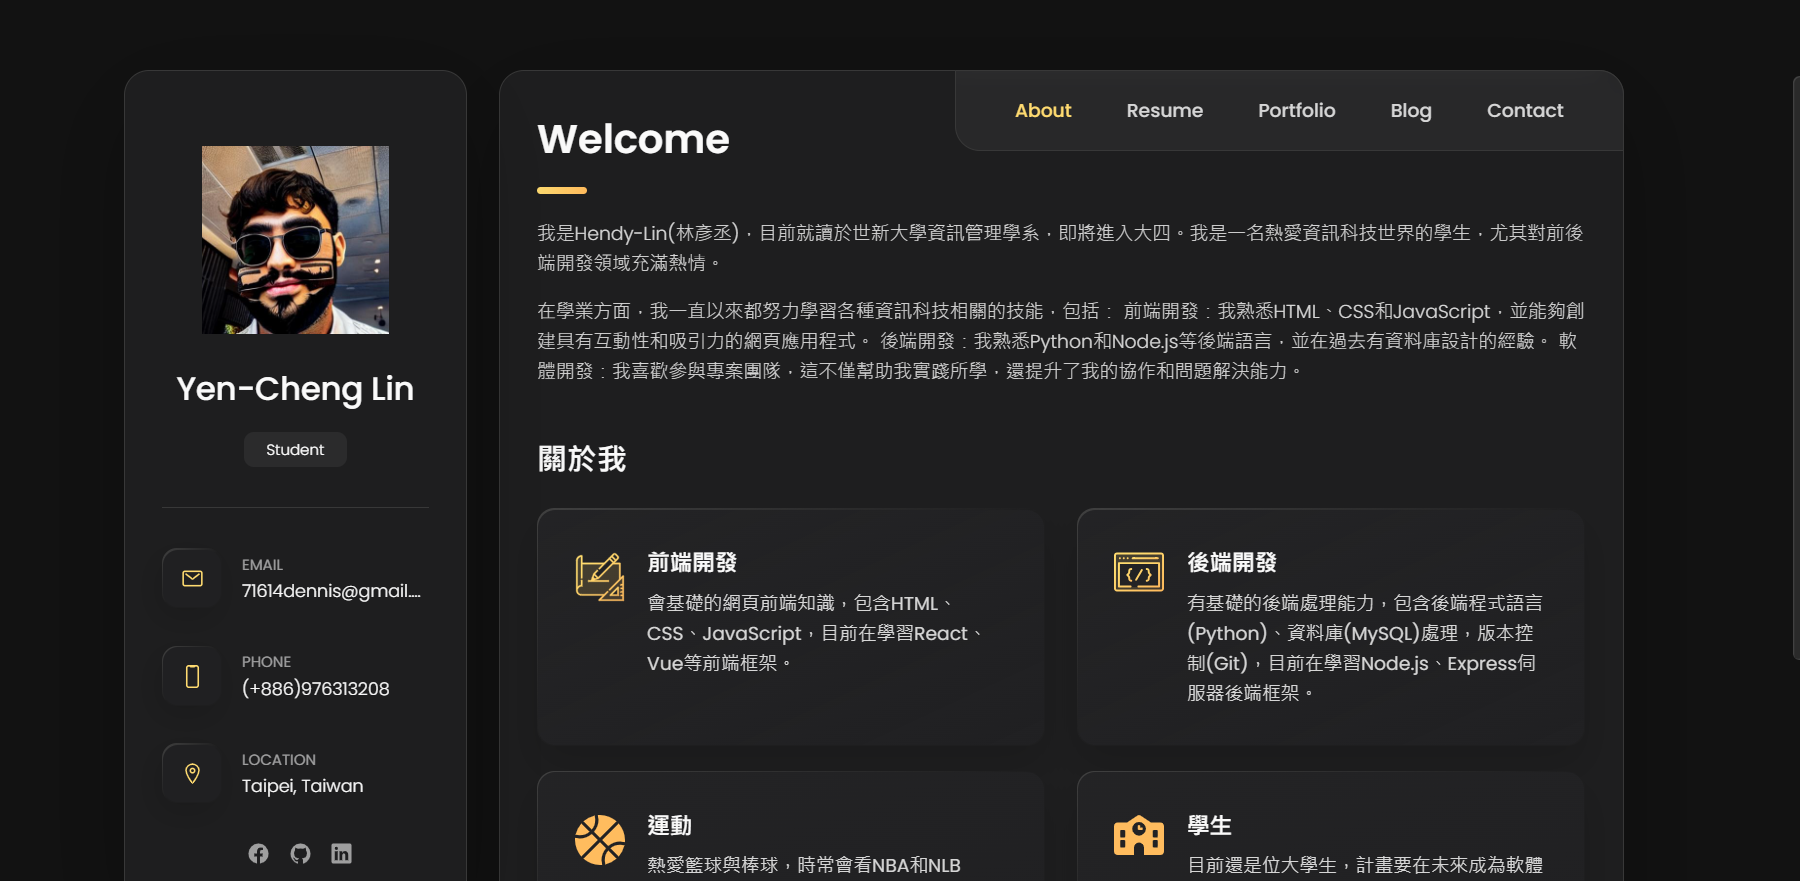 Yen-Cheng Lin
Student
EMAIL
71614dennis@gmail....
PHONE
(+886)976313208
LOCATION
Taipei, Taiwan
About Resume Portfolio Blog Contact
Welcome
我是Hendy-Lin(林彥丞)，目前就讀於世新大學資訊管理學系，即將進入大四。我是一名熱愛資訊科技世界的學生，尤其對前後
端開發領域充滿熱情。
在學業方面，我一直以來都努力學習各種資訊科技相關的技能，包括： 前端開發：我熟悉HTML、CSS和JavaScript，並能夠創
建具有互動性和吸引力的網頁應用程式。 後端開發：我熟悉Python和Node.js等後端語言，並在過去有資料庫設計的經驗。 軟
體開發：我喜歡參與專案團隊，這不僅幫助我實踐所學，還提升了我的協作和問題解決能力。
關於我
前端開發
會基礎的網頁前端知識，包含HTML、
CSS、JavaScript，目前在學習React、
Vue等前端框架。
後端開發
有基礎的後端處理能力，包含後端程式語言
(Python)、資料庫(MySQL)處理，版本控
制(Git)，目前在學習Node.js、Express伺
服器後端框架。
運動
熱愛籃球與棒球，時常會看NBA和NLB
學生
目前還是位大學生，計畫要在未來成為軟體